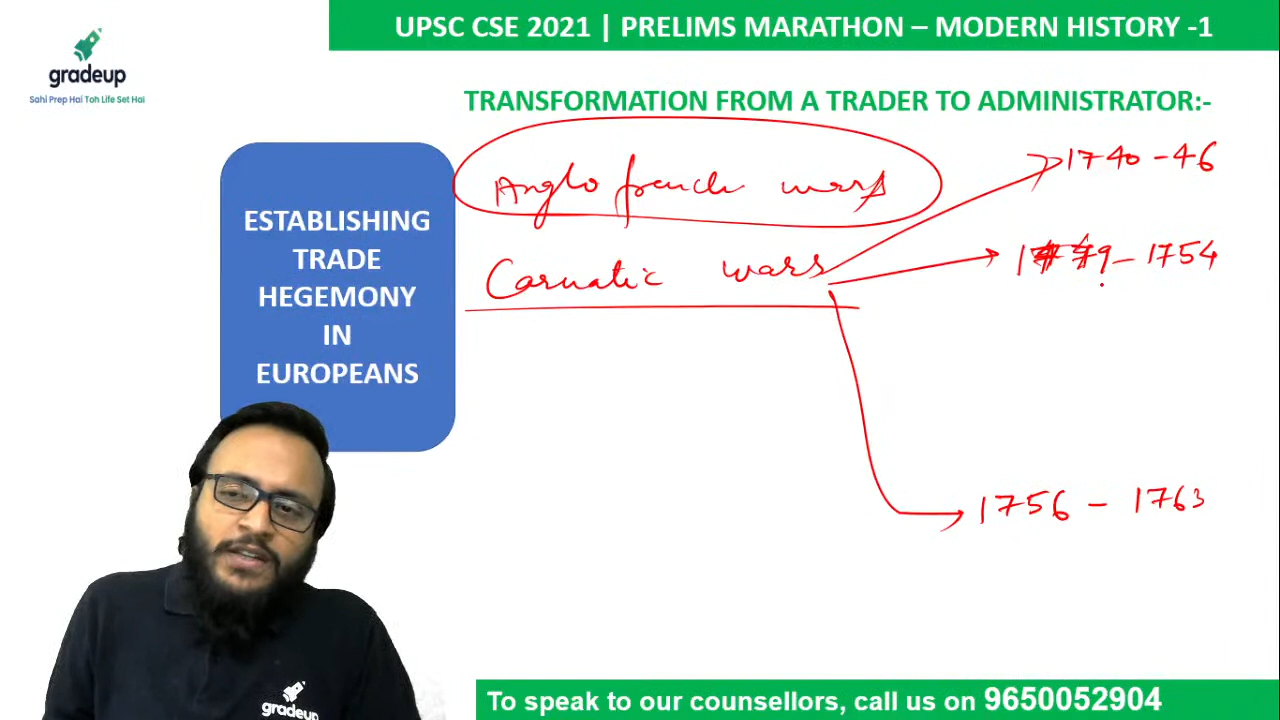 UPSC CSE 2021 | PRELIMS MARATHON – MODERN HISTORY -1
gradeup
Sahi Prep Hai Toh Life Set Hai
TRANSFORMATION FROM A TRADER TO ADMINISTRATOR:-
ESTABLISHING
TRADE
HEGEMONY
IN
EUROPEANS
Anglo french wars
Carnatic wars
1740-46
1749-1754
1756-1763
gradeup
To speak to our counsellors, call us on 9650052904